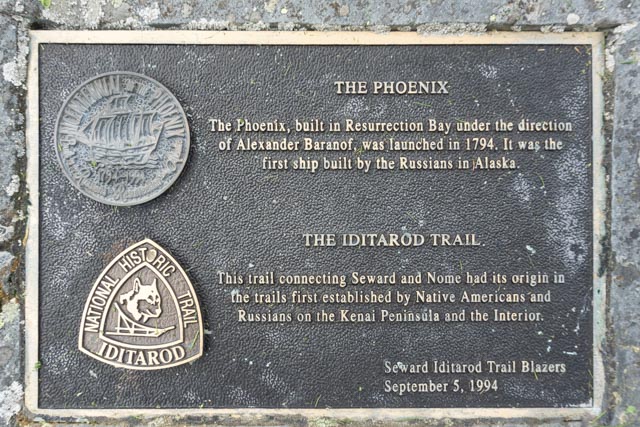 THE PHOENIX
The Phoenix, built in Resurrection Bay under the direction
of Alexander Baranof, was launched in 1794. It was the
first ship built by the Russians in Alaska.
THE IDITAROD TRAIL.
This trail connecting Seward and Nome had its origin in
the trails first established by Native Americans and
Russians on the Kenai Peninsula and the Interior.
NATIONAL HISTORIC TRAIL
IDITAROD
Seward Iditarod Trail Blazers
September 5, 1994